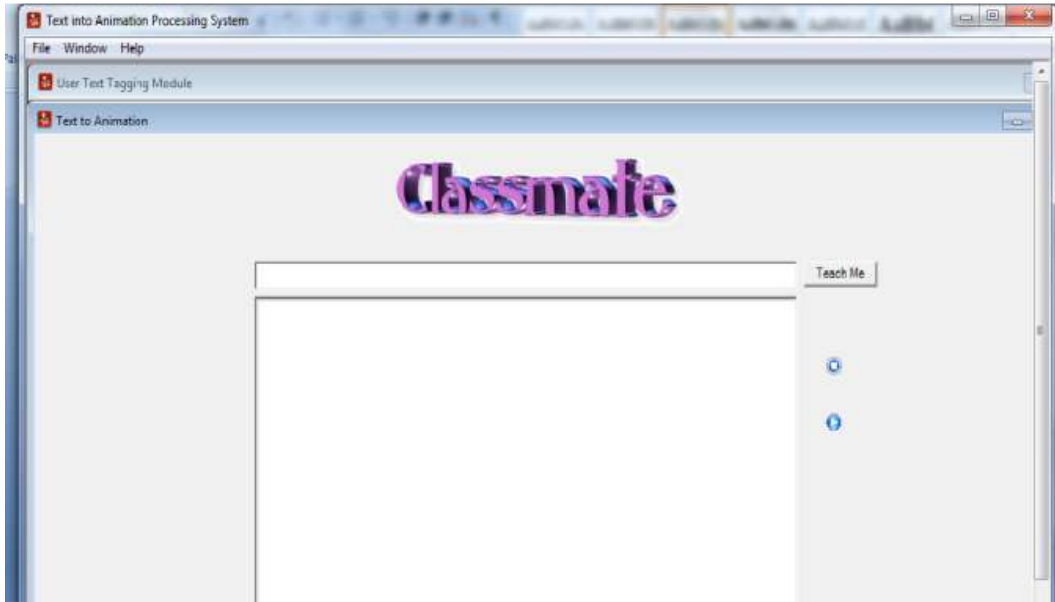 Text into Animation Processing System
File Window Help
User Text Tagging Module
Text to Animation
Classmate
Teach Me